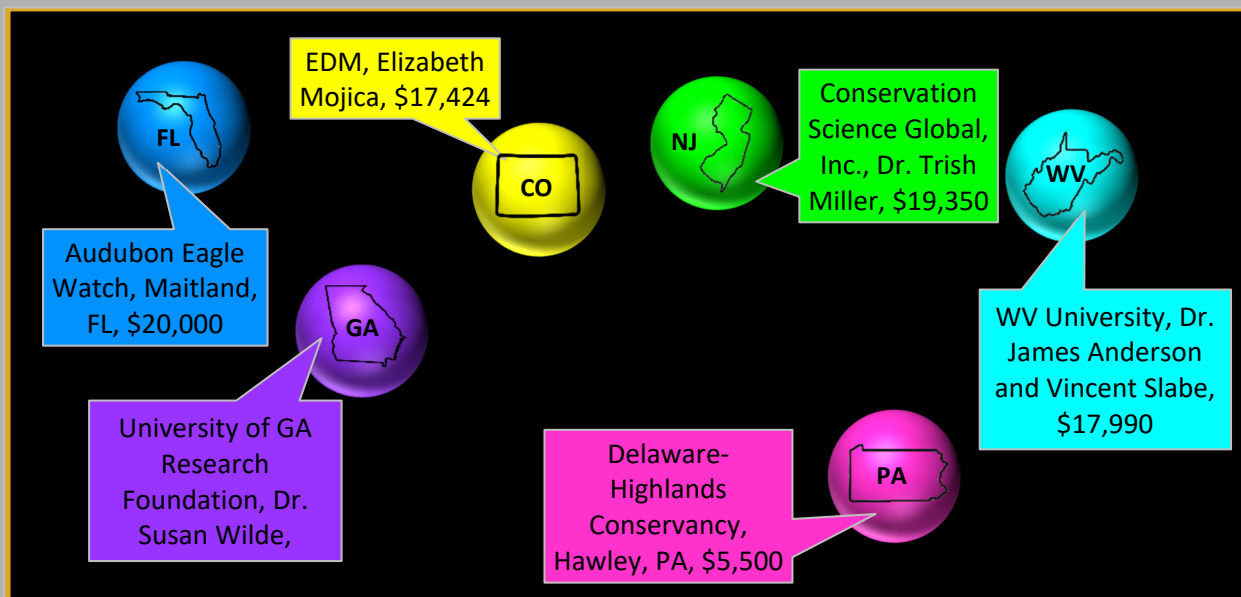 FL
Audubon Eagle
Watch, Maitland,
FL, $20,000
EDM, Elizabeth
Mojica, $17,424
CO
NJ
Conservation
Science Global,
Inc., Dr. Trish
Miller, $19,350
WV
WV University, Dr.
James Anderson
and Vincent Slabe,
$17,990
GA
University of GA
Research
Foundation, Dr.
Susan Wilde,
Delaware-
Highlands
Conservancy,
Hawley, PA, $5,500
PA